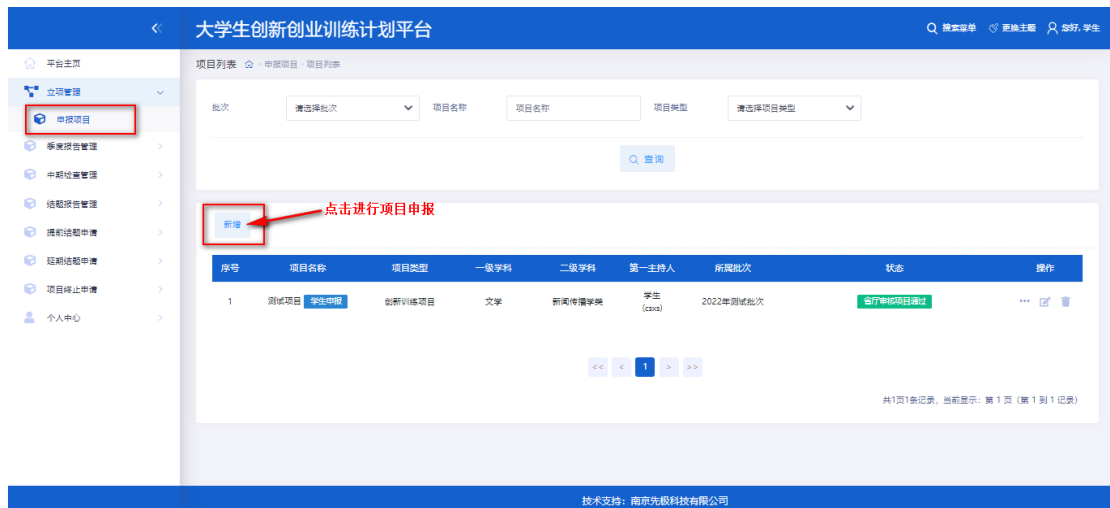 大学生创新创业训练计划平台
搜索菜单 更换主题 您好, 学生
平台主页
立项管理
申报项目
季度报告管理
中期检查管理
结题报告管理
提前结题申请
延期结题申请
项目终止申请
个人中心
项目列表 - 申报项目 - 项目列表
批次 请选择批次 项目名称 项目名称 项目类型 请选择项目类型
查询
新增 点击进行项目申报
序号 项目名称 项目类型 一级学科 二级学科 第一主持人 所属批次 状态 操作
1 测试项目 学生申报 创新训练项目 文学 新闻传播学类 学生 2022年测试批次 省厅审核项目通过
(csxs)
<< < 1 > >>
共1页1条记录, 当前显示: 第 1 页 (第 1 到 1 记录)
技术支持: 南京先极科技有限公司